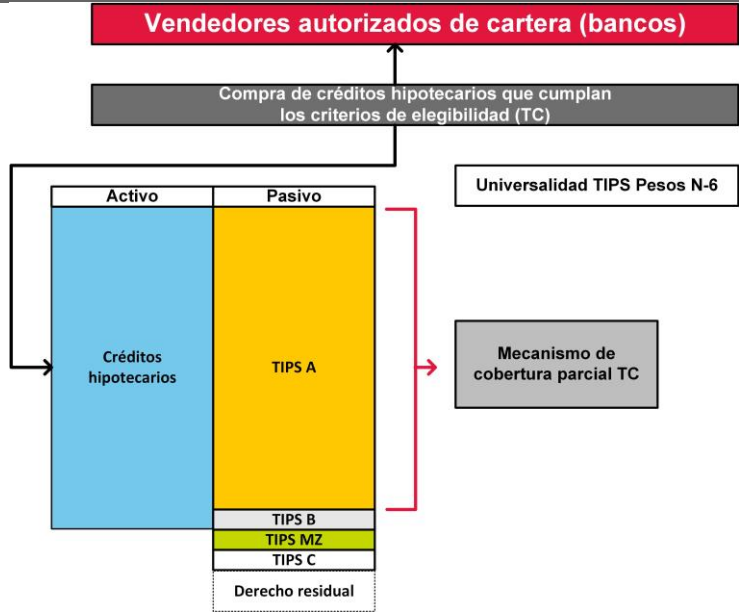 Vendedores autorizados de cartera (bancos)
Compra de créditos hipotecarios que cumplan
los criterios de elegibilidad (TC)
Universalidad TIPS Pesos N-6
Activo
Pasivo
Créditos
hipotecarios
TIPS A
Mecanismo de
cobertura parcial TC
TIPS B
TIPS MZ
TIPS C
Derecho residual